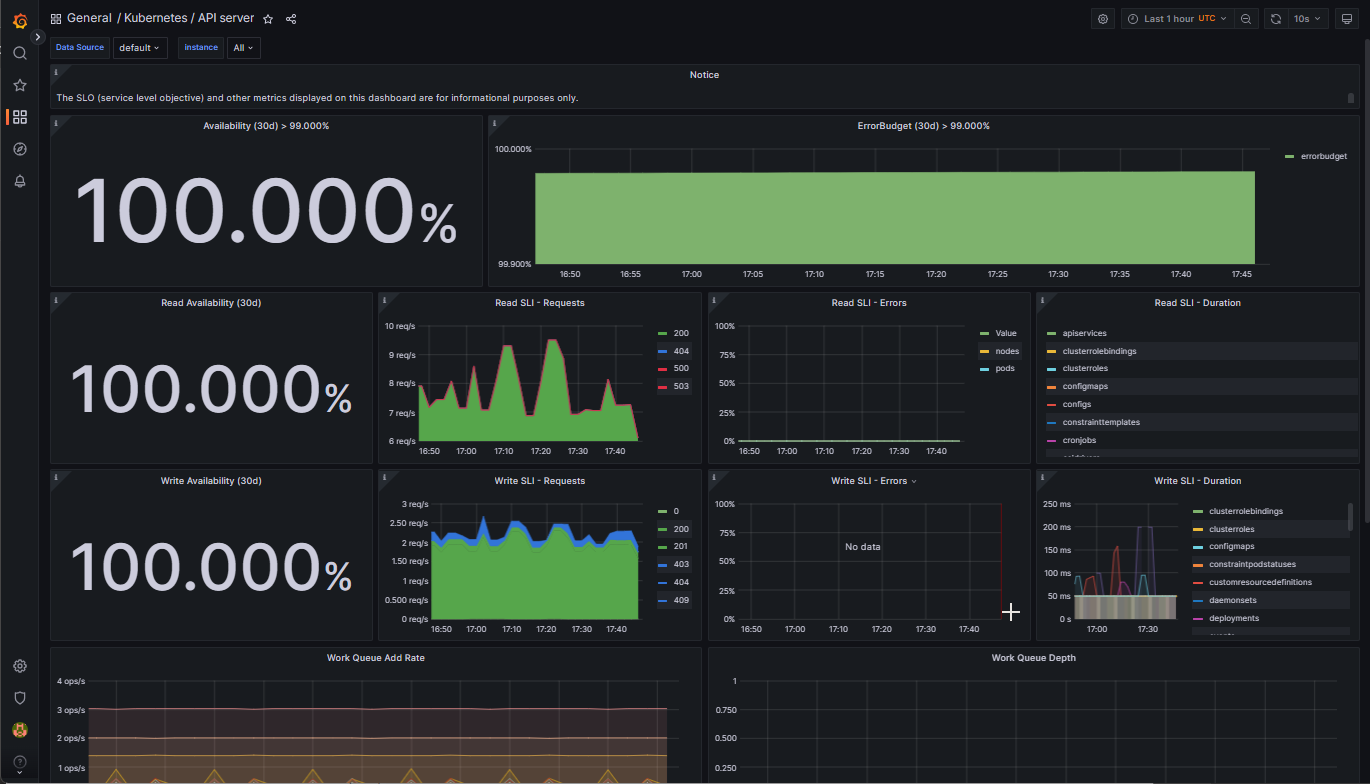 General / Kubernetes / API server
Last 1 hour UTC
10s
Data Source default instance All
Notice
The SLO (service level objective) and other metrics displayed on this dashboard are for informational purposes only.
Availability (30d) > 99.000%
100.000%
ErrorBudget (30d) > 99.000%
100.000%
99.900%
16:50 16:55 17:00 17:05 17:10 17:15 17:20 17:25 17:30 17:35 17:40 17:45
errorbudget
Read Availability (30d)
100.000%
Read SLI - Requests
10 req/s
9 req/s
8 req/s
7 req/s
6 req/s
16:50 17:00 17:10 17:20 17:30 17:40
200
404
500
503
Read SLI - Errors
100%
75%
50%
25%
0%
16:50 17:00 17:10 17:20 17:30 17:40
Value
nodes
pods
Read SLI - Duration
apiservices
clusterrolebindings
clusterroles
configmaps
configs
constrainttemplates
cronjobs
Write Availability (30d)
100.000%
Write SLI - Requests
3 req/s
2.50 req/s
2 req/s
1.50 req/s
1 req/s
0.500 req/s
0 req/s
16:50 17:00 17:10 17:20 17:30 17:40
0
200
201
403
404
409
Write SLI - Errors
100%
75%
50%
25%
0%
No data
16:50 17:00 17:10 17:20 17:30 17:40
Write SLI - Duration
250 ms
200 ms
150 ms
100 ms
50 ms
0 s
17:00 17:30
clusterrolebindings
clusterroles
configmaps
constraintpodstatuses
customresourcedefinitions
daemonsets
deployments
Work Queue Add Rate
4 ops/s
3 ops/s
2 ops/s
1 ops/s
Work Queue Depth
1
0.750
0.500
0.250